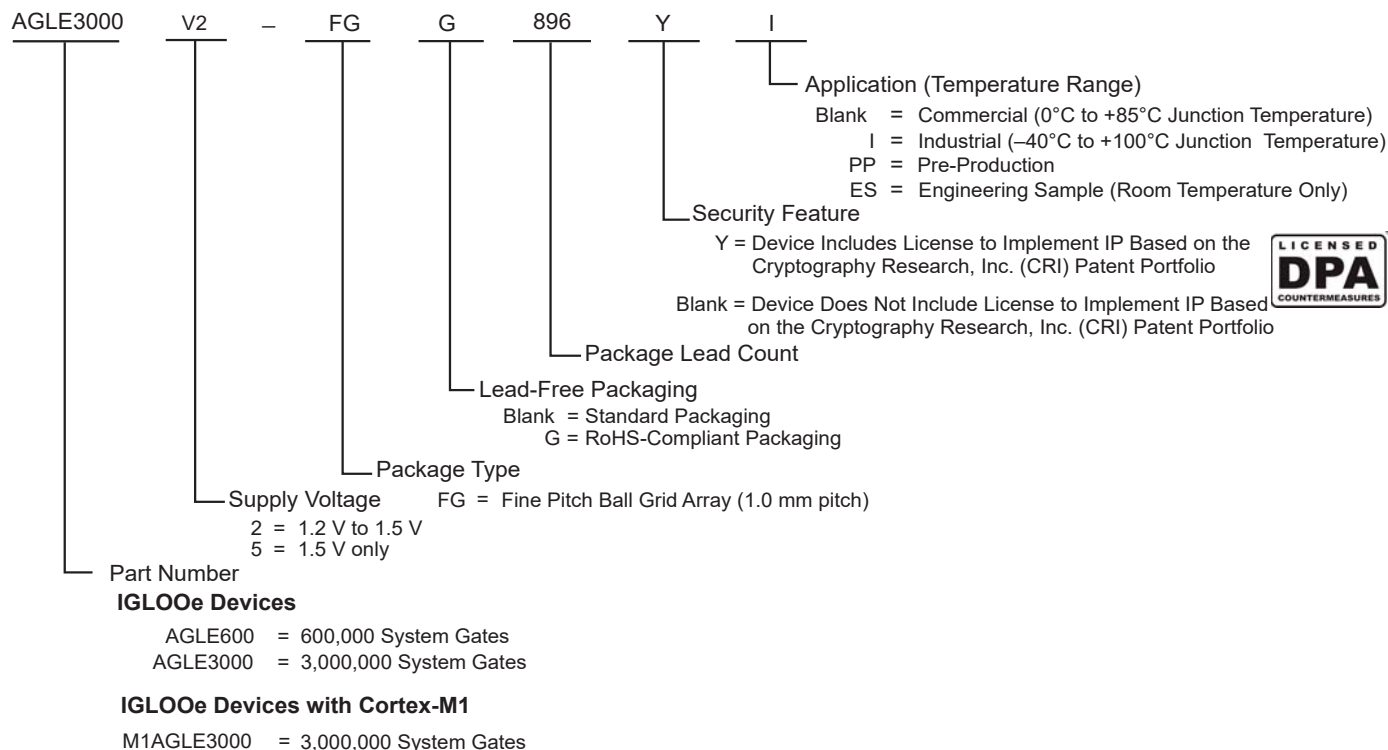 AGLE3000 V2 – FG G 896 Y I
Application (Temperature Range)
Blank = Commercial (0°C to +85°C Junction Temperature)
I = Industrial (–40°C to +100°C Junction Temperature)
PP = Pre-Production
ES = Engineering Sample (Room Temperature Only)
Security Feature
Y = Device Includes License to Implement IP Based on the
Cryptography Research, Inc. (CRI) Patent Portfolio
LICENSED
DPA
COUNTERMEASURES
Blank = Device Does Not Include License to Implement IP Based
on the Cryptography Research, Inc. (CRI) Patent Portfolio
Package Lead Count
Lead-Free Packaging
Blank = Standard Packaging
G = RoHS-Compliant Packaging
Package Type
FG = Fine Pitch Ball Grid Array (1.0 mm pitch)
Supply Voltage
2 = 1.2 V to 1.5 V
5 = 1.5 V only
Part Number
IGLOOe Devices
AGLE600 = 600,000 System Gates
AGLE3000 = 3,000,000 System Gates
IGLOOe Devices with Cortex-M1
M1AGLE3000 = 3,000,000 System Gates